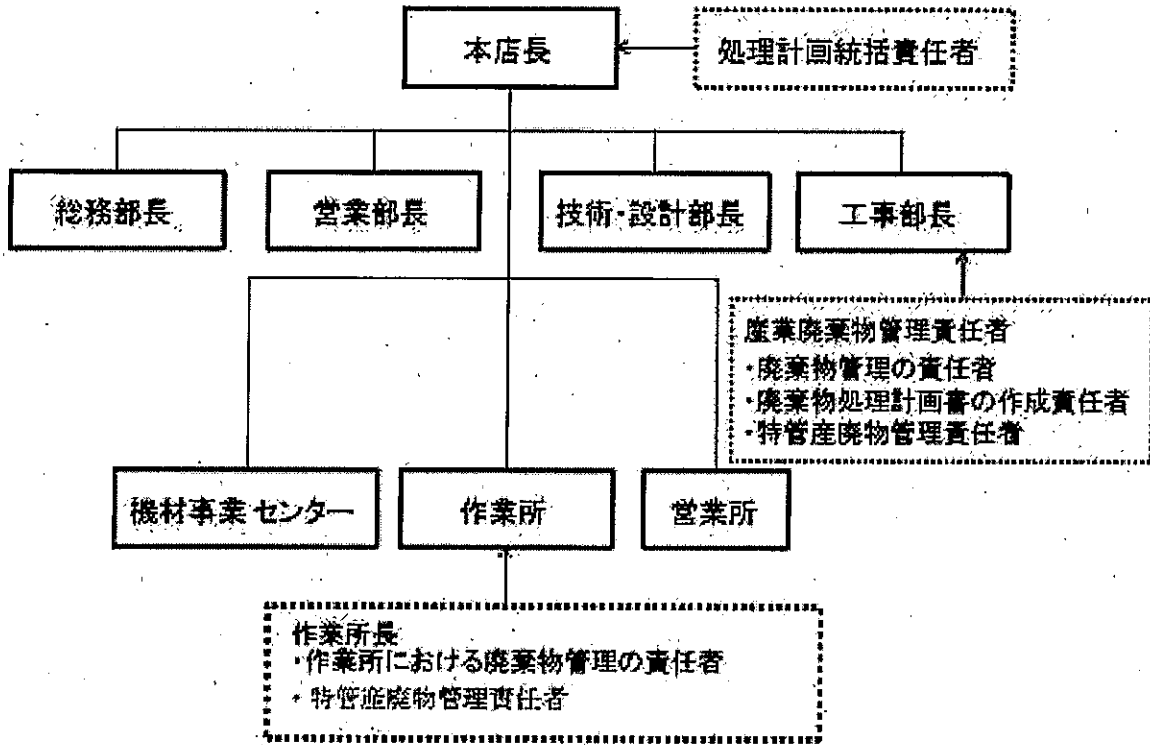 本店長
処理計画統括責任者
総務部長
営業部長
技術・設計部長
工事部長
産業廃棄物管理責任者
・廃棄物管理の責任者
・廃棄物処理計画書の作成責任者
・特管産廃物管理責任者
機材事業センター
作業所
営業所
作業所長
・作業所における廃棄物管理の責任者
・特管産廃物管理責任者